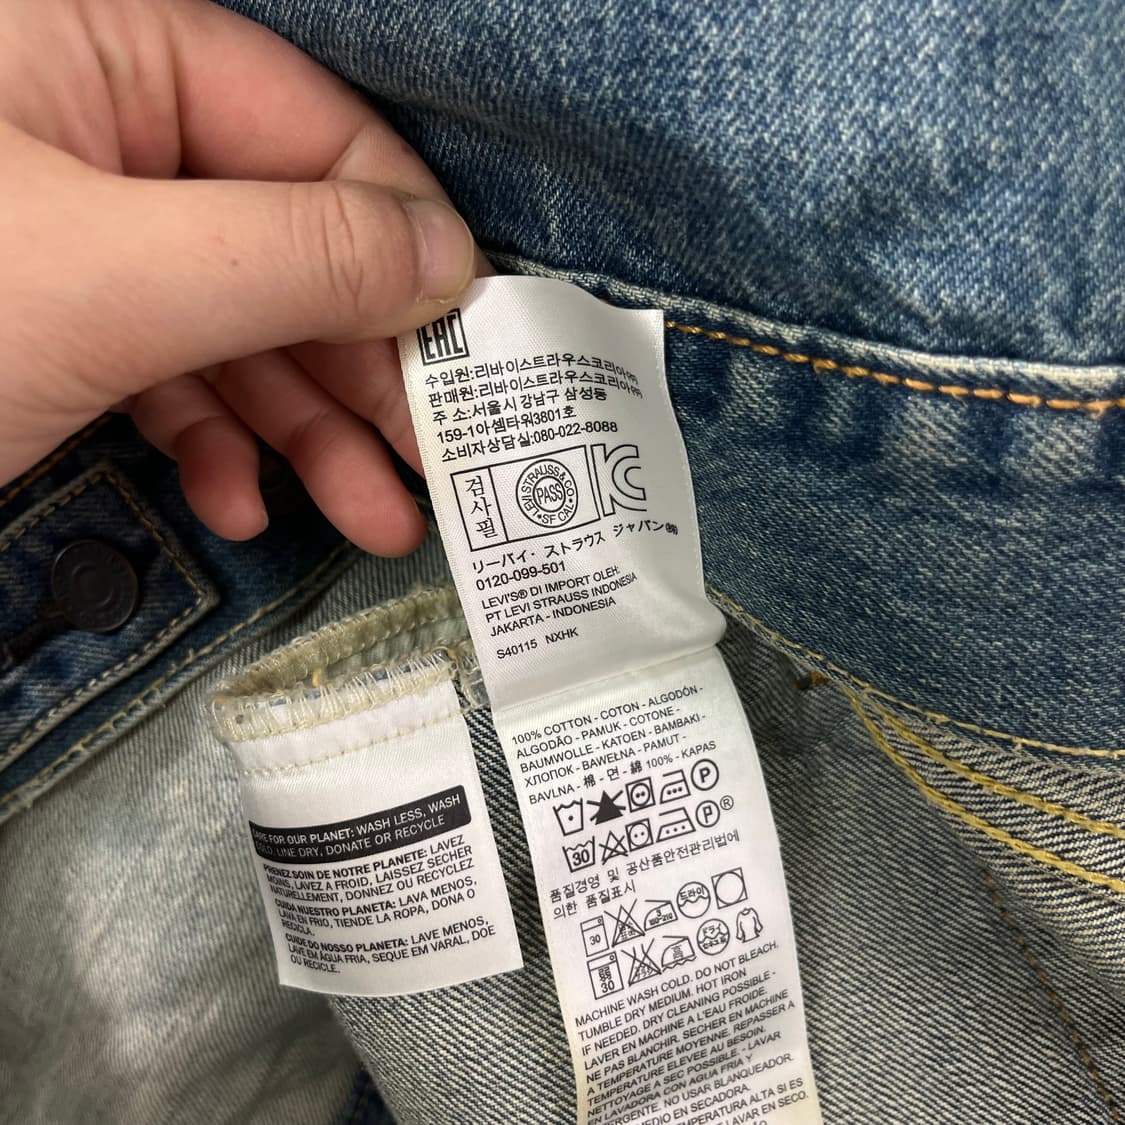 EAC
수입원:리바이스트라우스코리아㈜
판매원:리바이스트라우스코리아㈜
주 소:서울시 강남구 삼성동
159-1아셈타워3801호
소비자상담실:080-022-8088
검사필
LEVI STRAUSS & CO
PASS
SF CAL
KC
リーバイ・ストラウス ジャパン㈱
0120-099-501
LEVI'S® DI IMPORT OLEH:
PT LEVI STRAUSS INDONESIA
JAKARTA - INDONESIA
S40115 NXHK
100% COTTON - COTON - ALGODÓN -
ALGODÃO - PAMUK - COTONE -
BAUMWOLLE - KATOEN - BAMBAKI -
ХЛОПОК - BAWEŁNA - PAMUT -
BAVLNA - 棉 - 면 - 綿 100% - KAPAS
P
30
P®
품질경영 및 공산품안전관리법에
의한 품질표시
30
180~210
드라이
30
高
ドライ
MACHINE WASH COLD. DO NOT BLEACH.
TUMBLE DRY MEDIUM. HOT IRON
IF NEEDED. DRY CLEANING POSSIBLE -
LAVER EN MACHINE A L'EAU FROIDE.
NE PAS BLANCHIR. SECHER EN MACHINE
A TEMPERATURE MOYENNE. REPASSER A
TEMPERATURE ELEVEE AU BESOIN.
NETTOYAGE A SEC POSSIBLE. - LAVAR
EN LAVADORA CON AGUA FRIA Y
NO USAR BLANQUEADOR.
MEDIO EN SECADORA.
ALTA SI ES
LAVAR EN SECO.
CARE FOR OUR PLANET: WASH LESS, WASH
COLD, LINE DRY, DONATE OR RECYCLE
PRENEZ SOIN DE NOTRE PLANETE: LAVEZ
MOINS, LAVEZ A FROID, LAISSEZ SECHER
NATURELLEMENT, DONNEZ OU RECYCLEZ
CUIDA NUESTRO PLANETA: LAVA MENOS,
LAVA EN FRIO, TIENDE LA ROPA, DONA O
RECICLA.
CUIDE DO NOSSO PLANETA: LAVE MENOS,
LAVE EM ÁGUA FRIA, SEQUE EM VARAL, DOE
OU RECICLE.